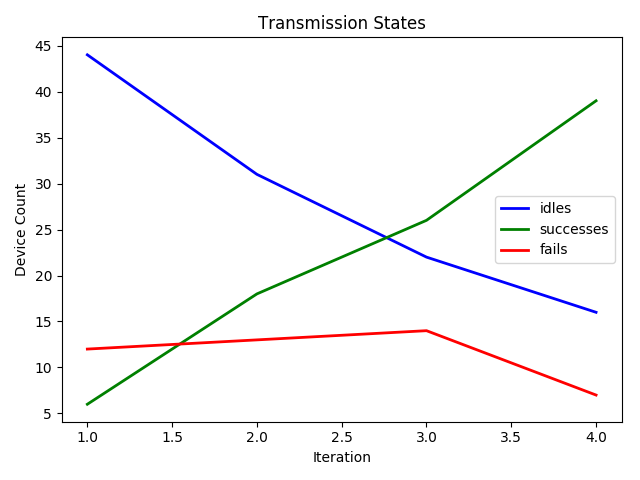 Transmission States
45
40
35
30
25
20
15
10
5
Device Count
idles
successes
fails
1.0 1.5 2.0 2.5 3.0 3.5 4.0
Iteration